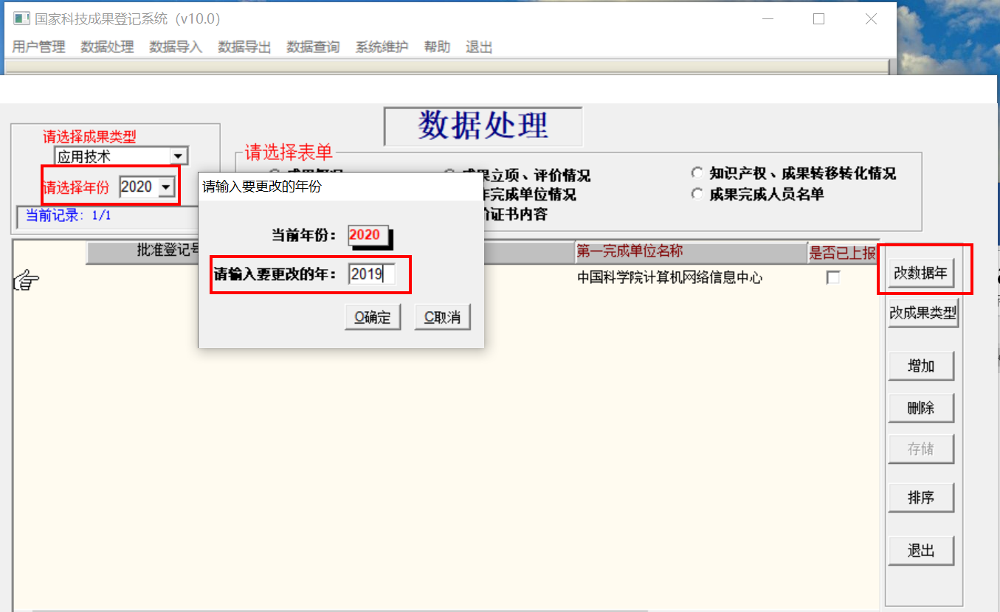 国家科技成果登记系统（v10.0）
用户管理 数据处理 数据导入 数据导出 数据查询 系统维护 帮助 退出
数据处理
请选择成果类型
应用技术
请选择年份 2020
当前记录: 1/1
请选择表单
果立项、评价情况
知识产权、成果转移转化情况
完成单位情况
成果完成人员名单
证书内容
请输入要更改的年份
当前年份: 2020
请输入要更改的年: 2019
O确定 C取消
批准登记号
第一完成单位名称
是否已上报
中国科学院计算机网络信息中心
改数据年
改成果类型
增加
删除
存储
排序
退出